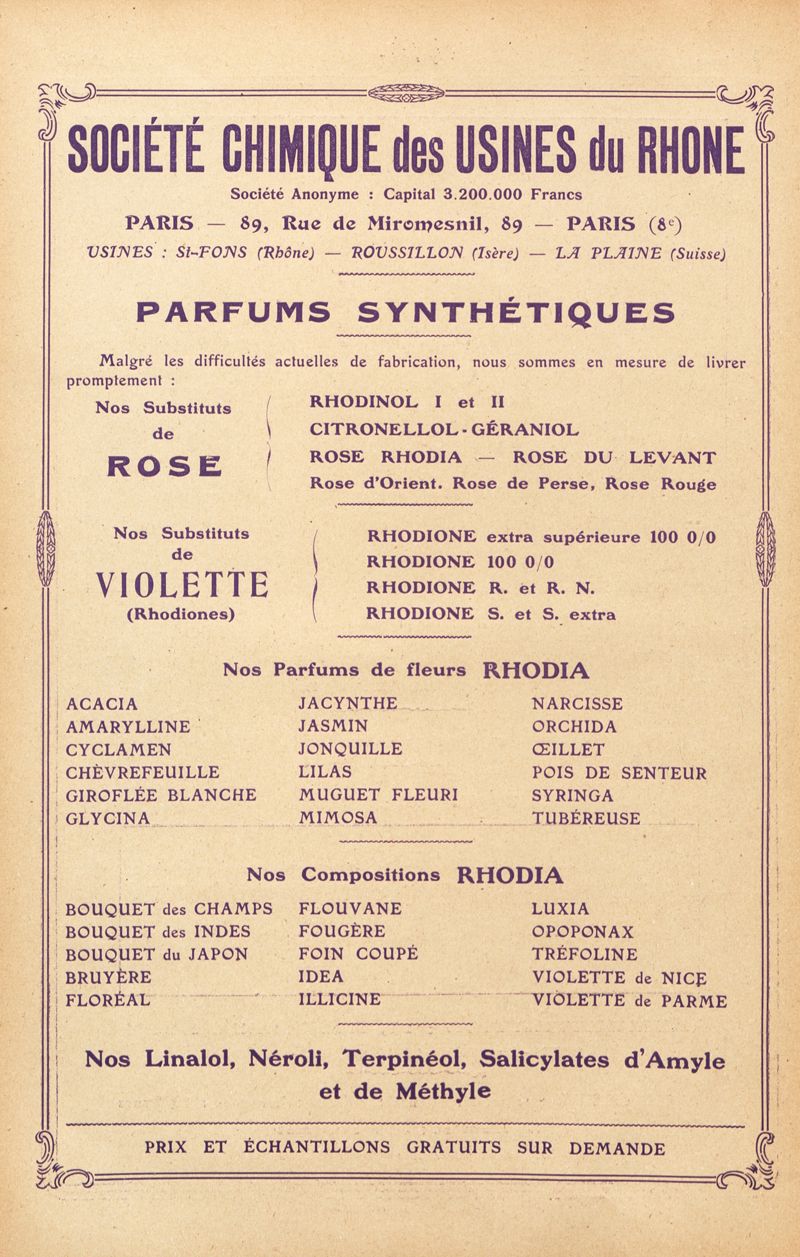 SOCIÉTÉ CHIMIQUE des USINES du RHONE
Société Anonyme : Capital 3.200.000 Francs
PARIS — 89, Rue de Miromesnil, 89 — PARIS (8e)
USINES : St-FONS (Rhône) — ROUSSILLON (Isère) — LA PLAINE (Suisse)
PARFUMS SYNTHÉTIQUES
Malgré les difficultés actuelles de fabrication, nous sommes en mesure de livrer
promptement :
Nos Substituts
de
ROSE
RHODINOL I et II
CITRONELLOL-GÉRANIOL
ROSE RHODIA — ROSE DU LEVANT
Rose d'Orient. Rose de Perse, Rose Rouge
Nos Substituts
de
VIOLETTE
(Rhodiones)
RHODIONE extra supérieure 100 0/0
RHODIONE 100 0/0
RHODIONE R. et R. N.
RHODIONE S. et S. extra
Nos Parfums de fleurs RHODIA
ACACIA
AMARYLLINE
CYCLAMEN
CHÈVREFEUILLE
GIROFLÉE BLANCHE
GLYCINA
JACYNTHE
JASMIN
JONQUILLE
LILAS
MUGUET FLEURI
MIMOSA
NARCISSE
ORCHIDA
ŒILLET
POIS DE SENTEUR
SYRINGA
TUBÉREUSE
Nos Compositions RHODIA
BOUQUET des CHAMPS
BOUQUET des INDES
BOUQUET du JAPON
BRUYÈRE
FLORÉAL
FLOUVANE
FOUGÈRE
FOIN COUPÉ
IDEA
ILLICINE
LUXIA
OPOPONAX
TRÉFOLINE
VIOLETTE de NICE
VIOLETTE de PARME
Nos Linalol, Néroli, Terpinéol, Salicylates d'Amyle
et de Méthyle
PRIX ET ÉCHANTILLONS GRATUITS SUR DEMANDE